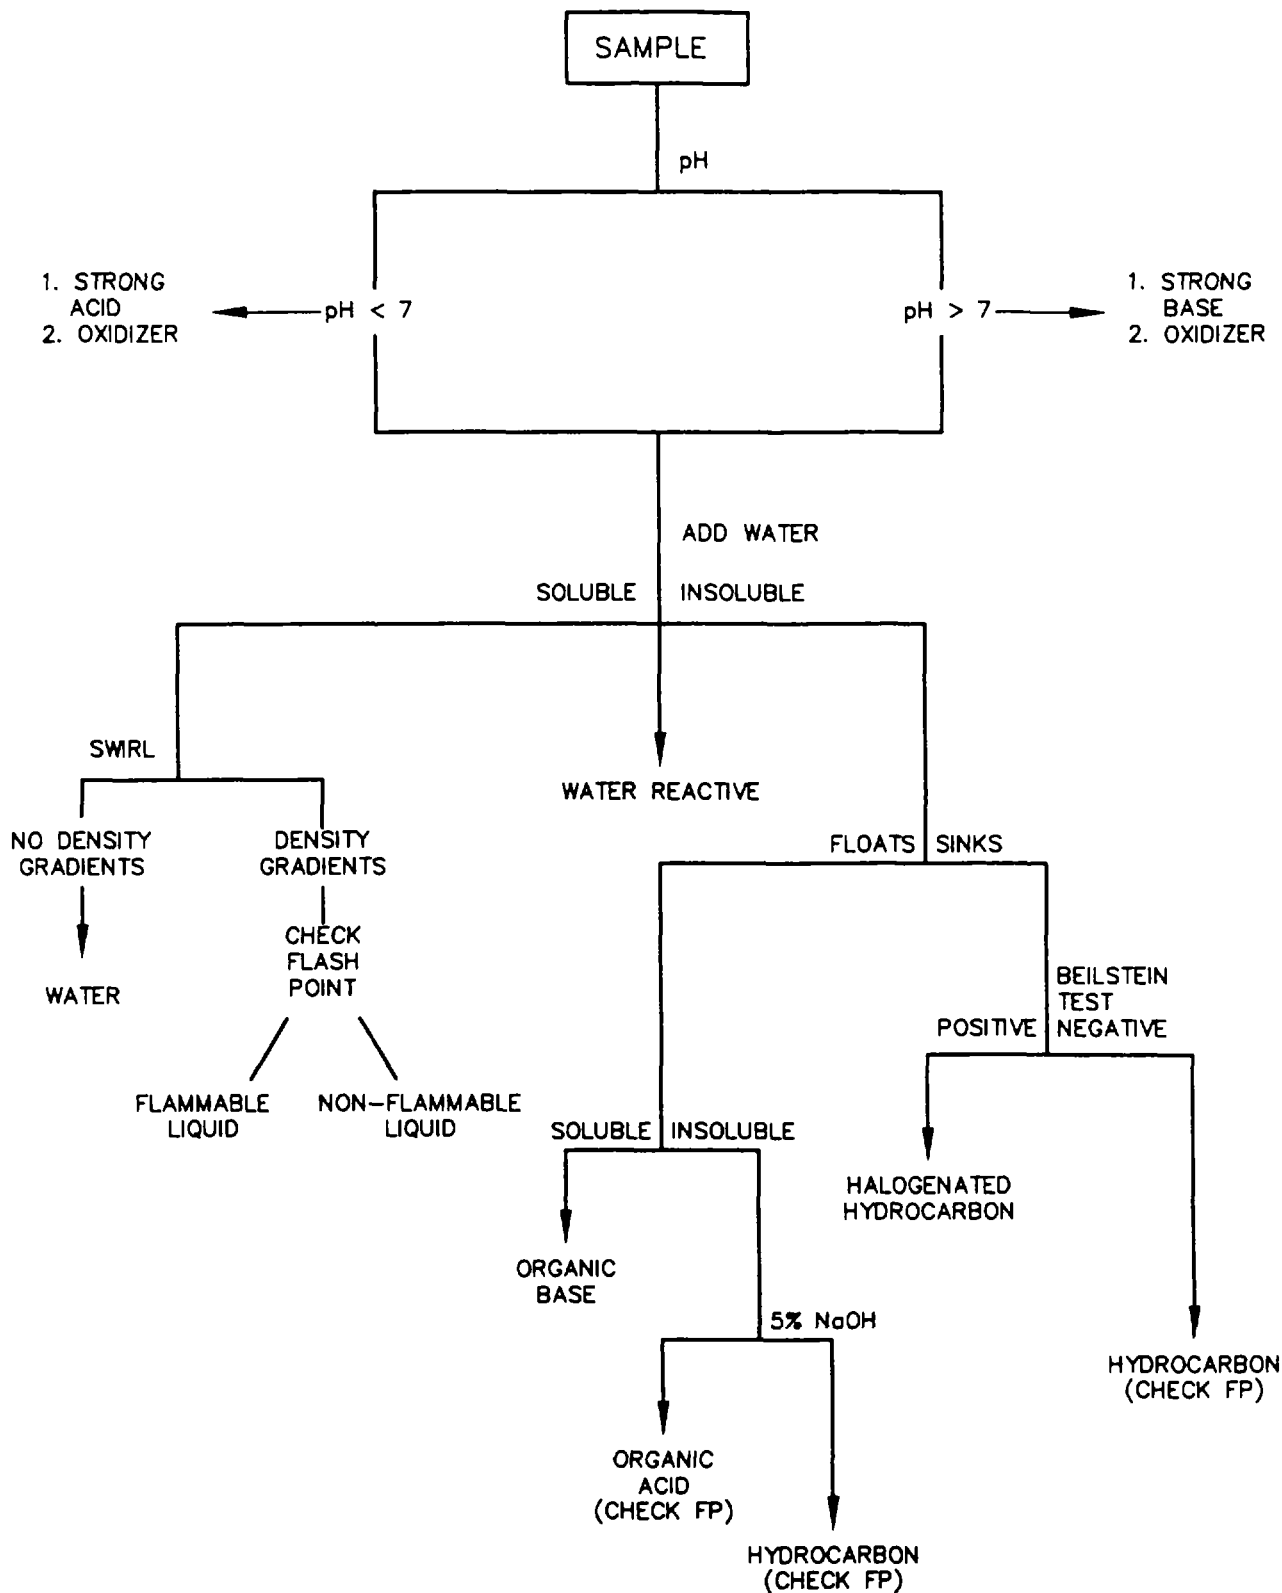 SAMPLE
pH
1. STRONG
ACID
2. OXIDIZER
pH < 7
pH > 7
1. STRONG
BASE
2. OXIDIZER
ADD WATER
SOLUBLE
INSOLUBLE
SWIRL
WATER REACTIVE
NO DENSITY
GRADIENTS
DENSITY
GRADIENTS
FLOATS
SINKS
CHECK
FLASH
POINT
WATER
BEILSTEIN
TEST
POSITIVE
NEGATIVE
FLAMMABLE
LIQUID
NON-FLAMMABLE
LIQUID
SOLUBLE
INSOLUBLE
HALOGENATED
HYDROCARBON
ORGANIC
BASE
5% NaOH
HYDROCARBON
(CHECK FP)
ORGANIC
ACID
(CHECK FP)
HYDROCARBON
(CHECK FP)